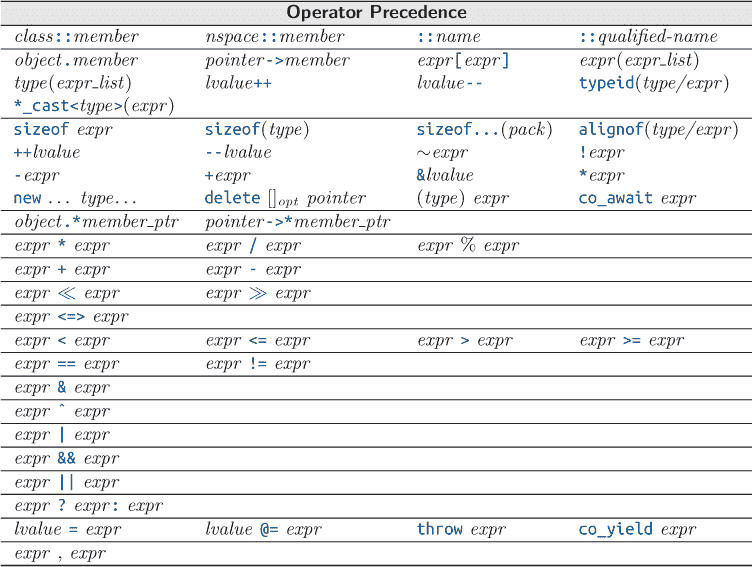 Operator Precedence
class::member nspace::member ::name ::qualified-name
object.member pointer->member expr[expr] expr(expr_list)
type(expr_list) lvalue++ lvalue-- typeid(type/expr)
*_cast<type>(expr)
sizeof expr sizeof(type) sizeof...(pack) alignof(type/expr)
++lvalue --lvalue ~expr !expr
-expr +expr &lvalue *expr
new ... type... delete []opt pointer (type) expr co_await expr
object.*member_ptr pointer->*member_ptr
expr * expr expr / expr expr % expr
expr + expr expr - expr
expr ≪ expr expr ≫ expr
expr <=> expr
expr < expr expr <= expr expr > expr expr >= expr
expr == expr expr != expr
expr & expr
expr ^ expr
expr | expr
expr && expr
expr || expr
expr ? expr: expr
lvalue = expr lvalue @= expr throw expr co_yield expr
expr , expr